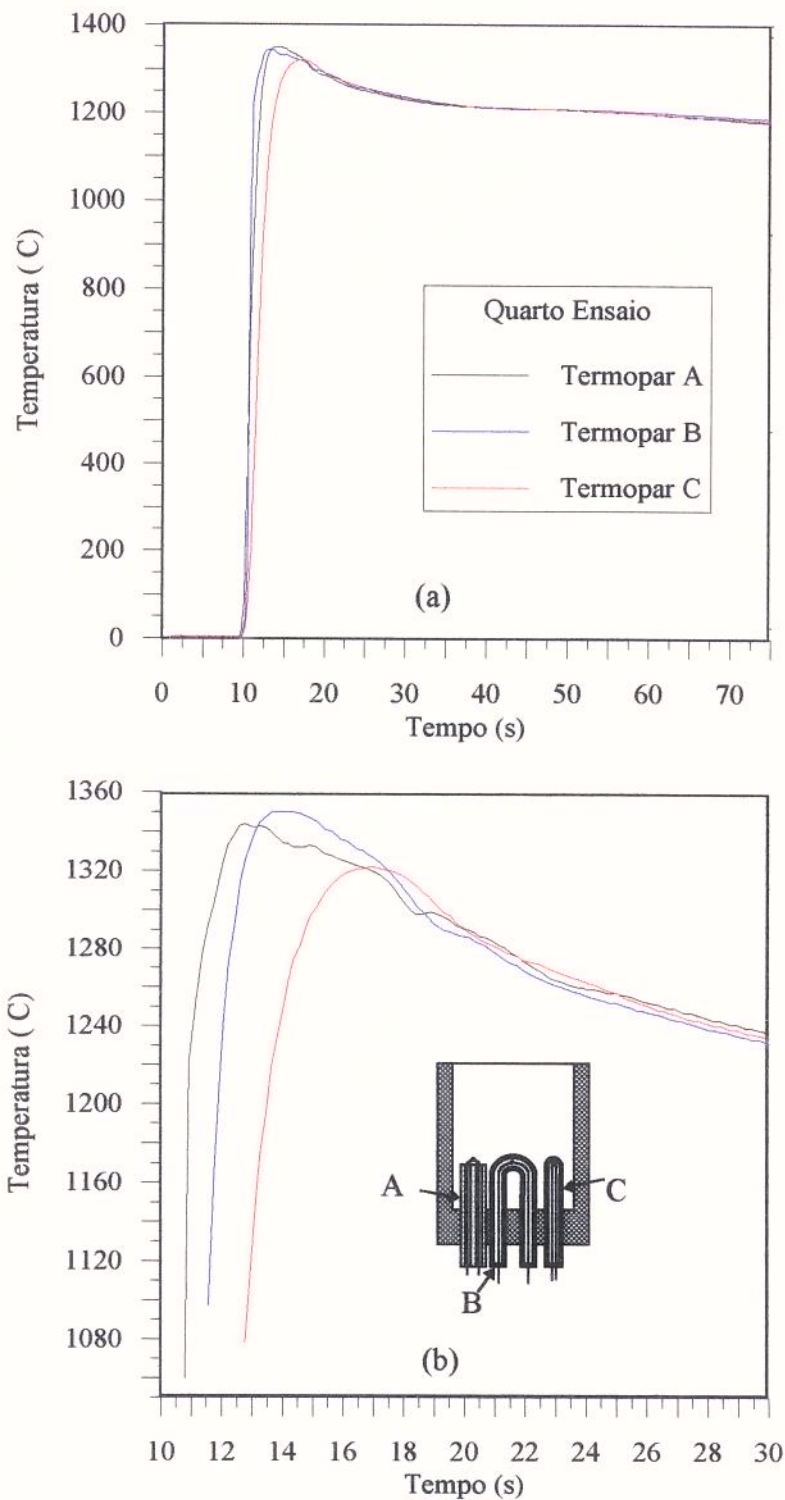 1400
1200
1000
800
600
400
200
0
Temperatura ( C)
Quarto Ensaio
Termopar A
Termopar B
Termopar C
(a)
0 10 20 30 40 50 60 70
Tempo (s)
1360
1320
1280
1240
1200
1160
1120
1080
Temperatura ( C)
A
C
B
(b)
10 12 14 16 18 20 22 24 26 28 30
Tempo (s)